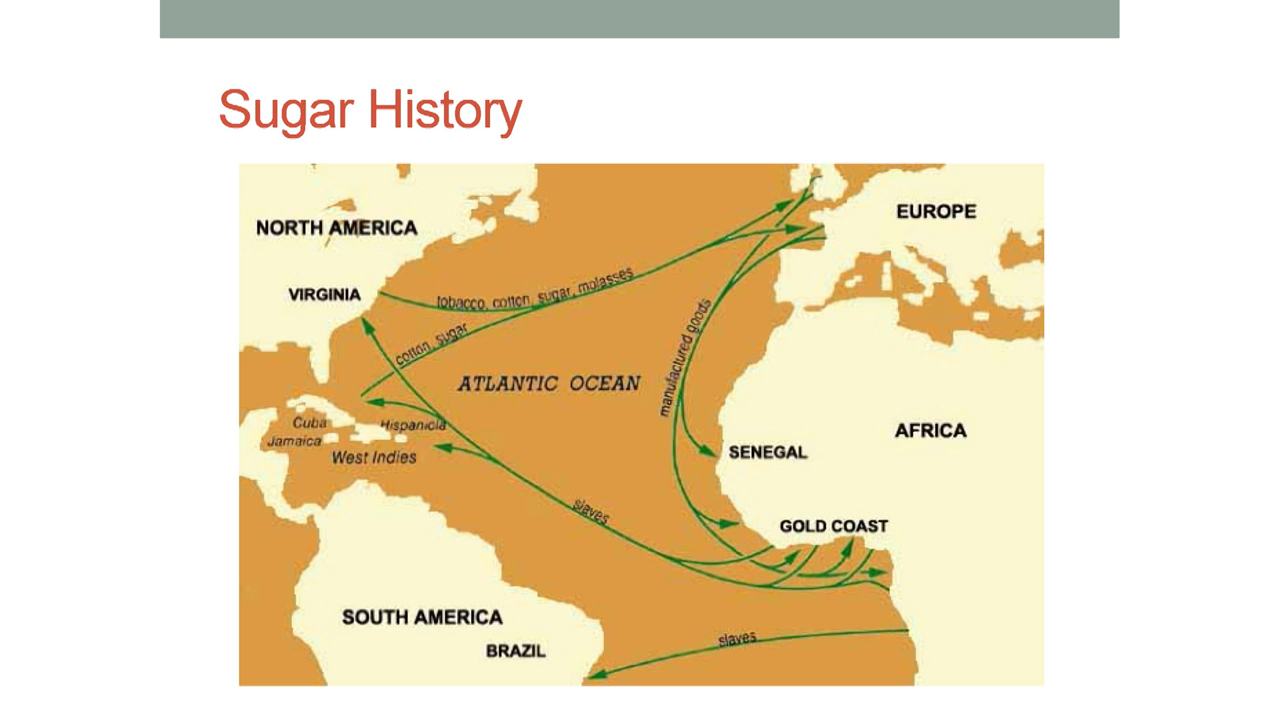 Sugar History
NORTH AMERICA
EUROPE
VIRGINIA
tobacco, cotton, sugar, molasses
cotton, sugar
manufactured goods
ATLANTIC OCEAN
Cuba
Hispaniola
Jamaica
West Indies
AFRICA
SENEGAL
slaves
GOLD COAST
SOUTH AMERICA
BRAZIL
slaves